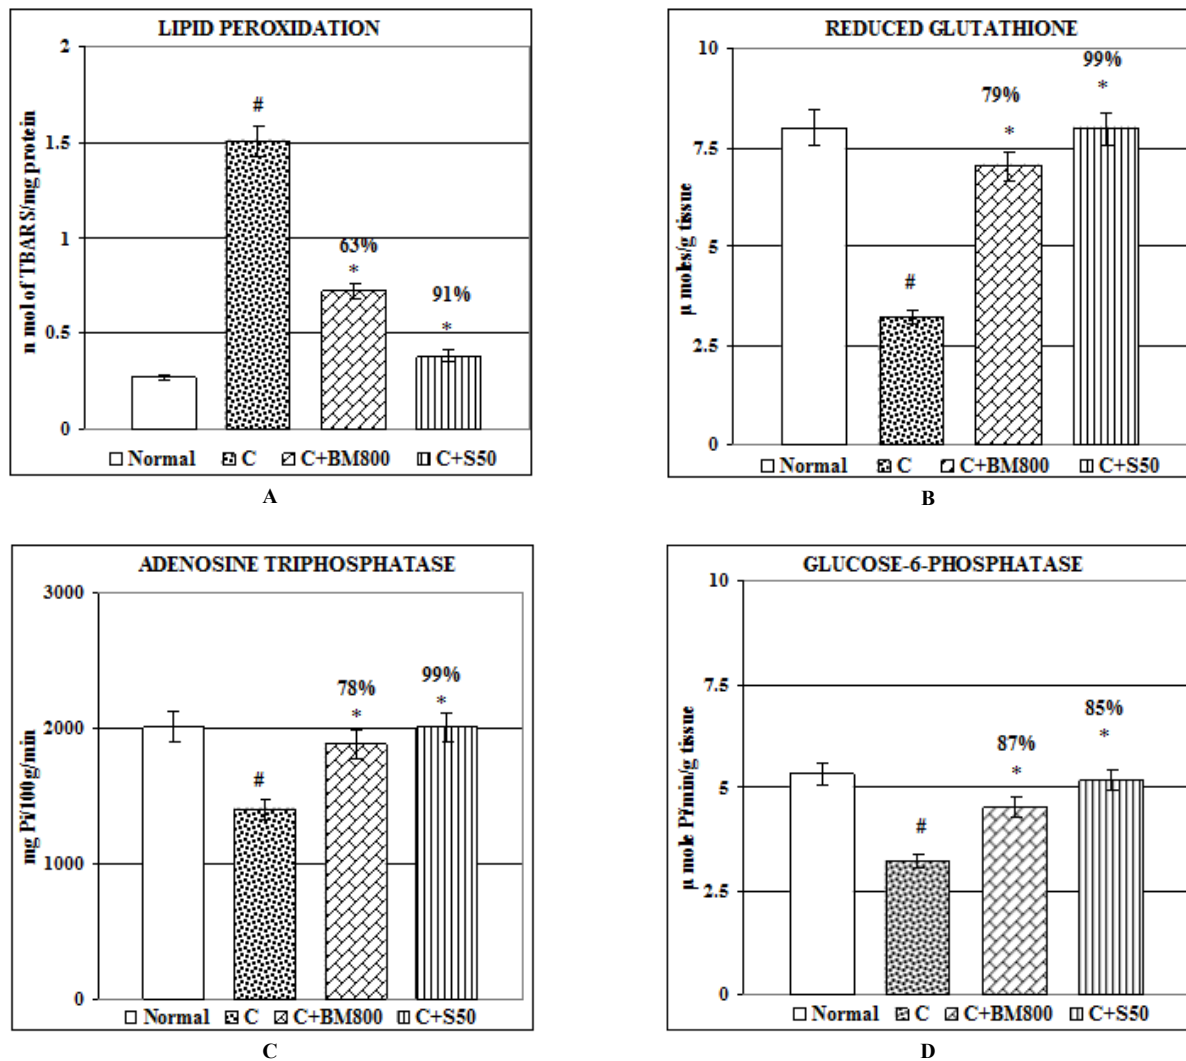 LIPID PEROXIDATION
2
1.5
1
0.5
0
n mol of TBARS/mg protein
#
63%
*
91%
*
Normal C C+BM800 C+S50
A
REDUCED GLUTATHIONE
10
7.5
5
2.5
0
µ moles/g tissue
#
79%
*
99%
*
Normal C C+BM800 C+S50
B
ADENOSINE TRIPHOSPHATASE
3000
2000
1000
0
mg Pi/100g/min
#
78%
*
99%
*
Normal C C+BM800 C+S50
C
GLUCOSE-6-PHOSPHATASE
10
7.5
5
2.5
0
µ mole Pi/min/g tissue
#
87%
*
85%
*
Normal C C+BM800 C+S50
D